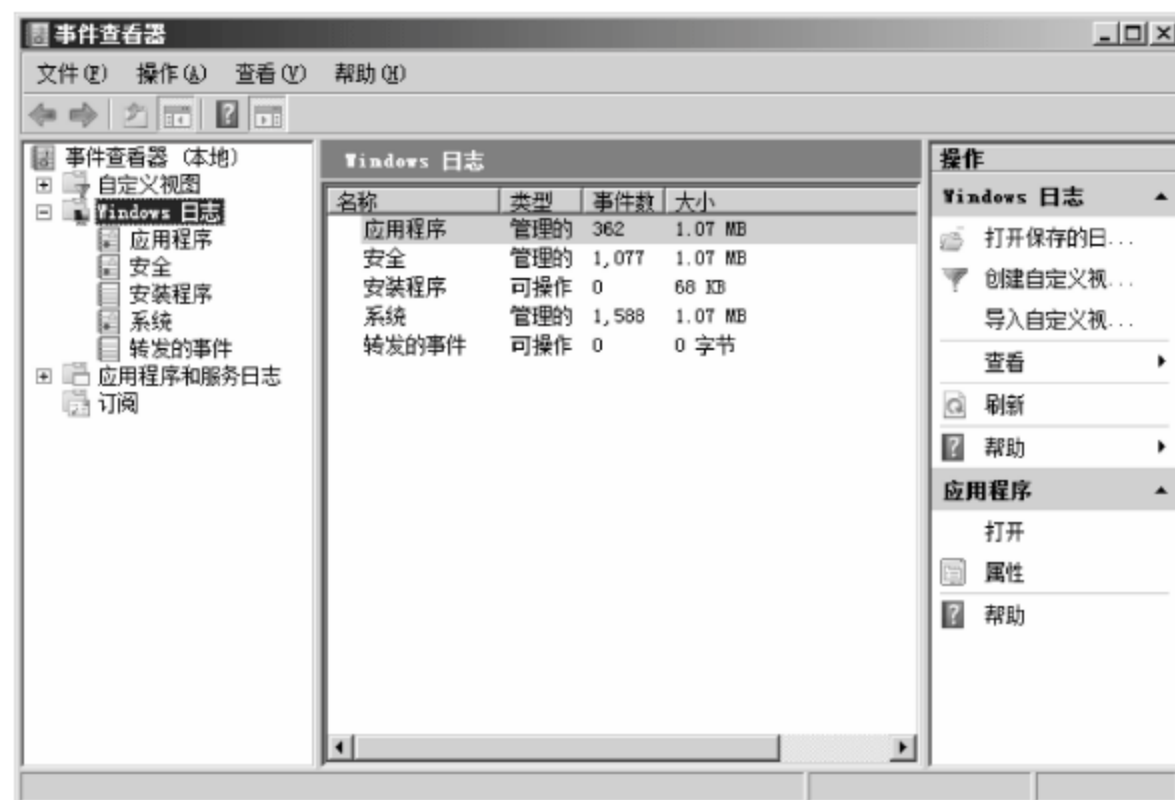 事件查看器
文件(F) 操作(A) 查看(V) 帮助(H)
事件查看器 (本地)
自定义视图
Windows 日志
应用程序
安全
安装程序
系统
转发的事件
应用程序和服务日志
订阅
Windows 日志
名称 类型 事件数 大小
应用程序 管理的 362 1.07 MB
安全 管理的 1,077 1.07 MB
安装程序 可操作 0 68 KB
系统 管理的 1,588 1.07 MB
转发的事件 可操作 0 0 字节
操作
Windows 日志
打开保存的日...
创建自定义视...
导入自定义视...
查看
刷新
帮助
应用程序
打开
属性
帮助